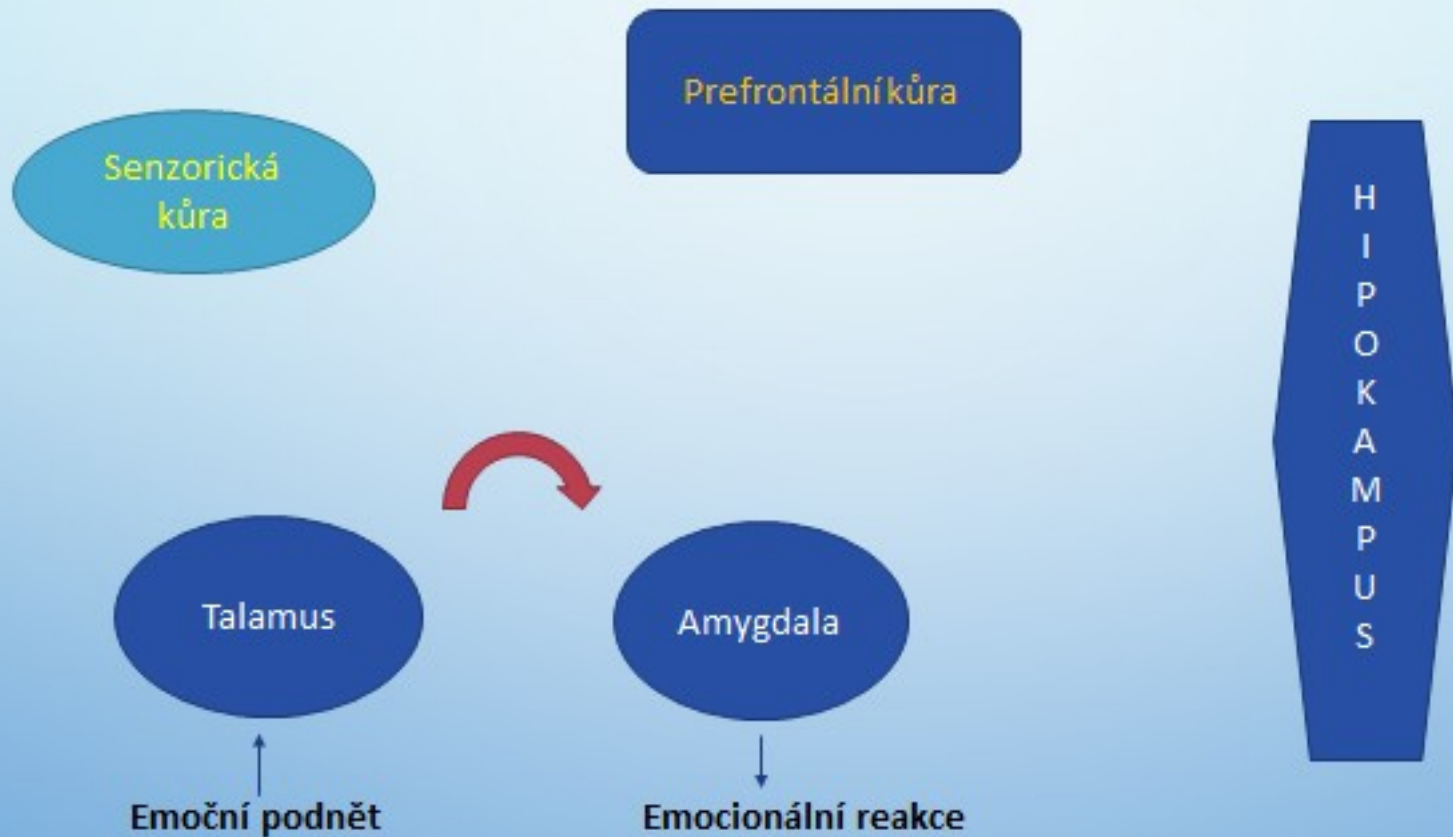 Prefrontální kůra
Senzorická
kůra
H
I
P
O
K
A
M
P
U
S
Talamus
Amygdala
Emoční podnět
Emocionální reakce